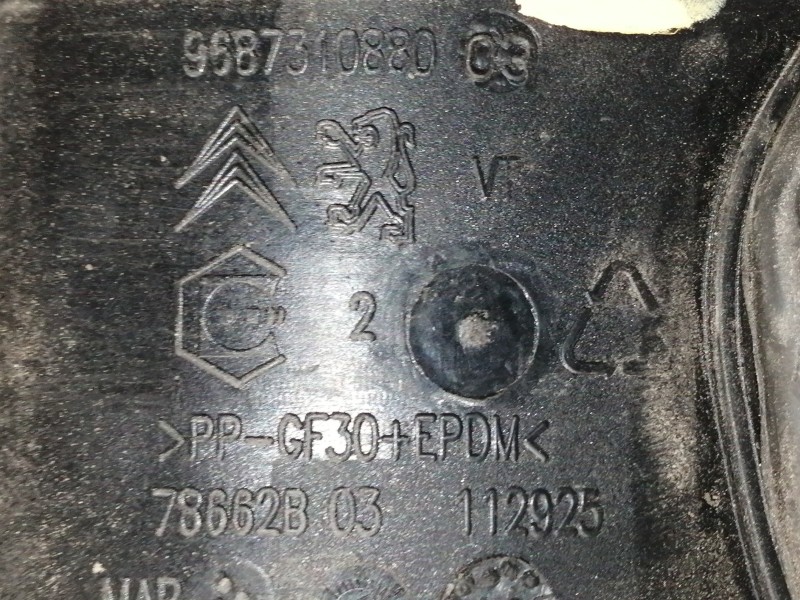 9687310880 03
VT
2
>PP-GF30+EPDM<
78662B 03 112925